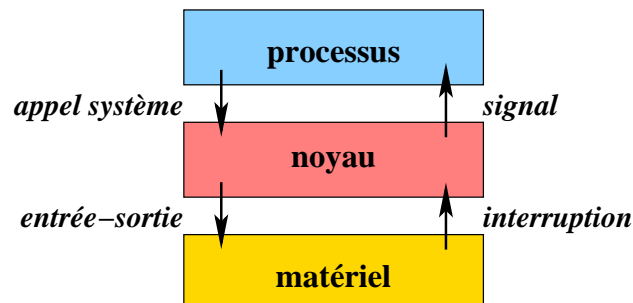 processus
appel système
signal
noyau
entrée−sortie
interruption
matériel